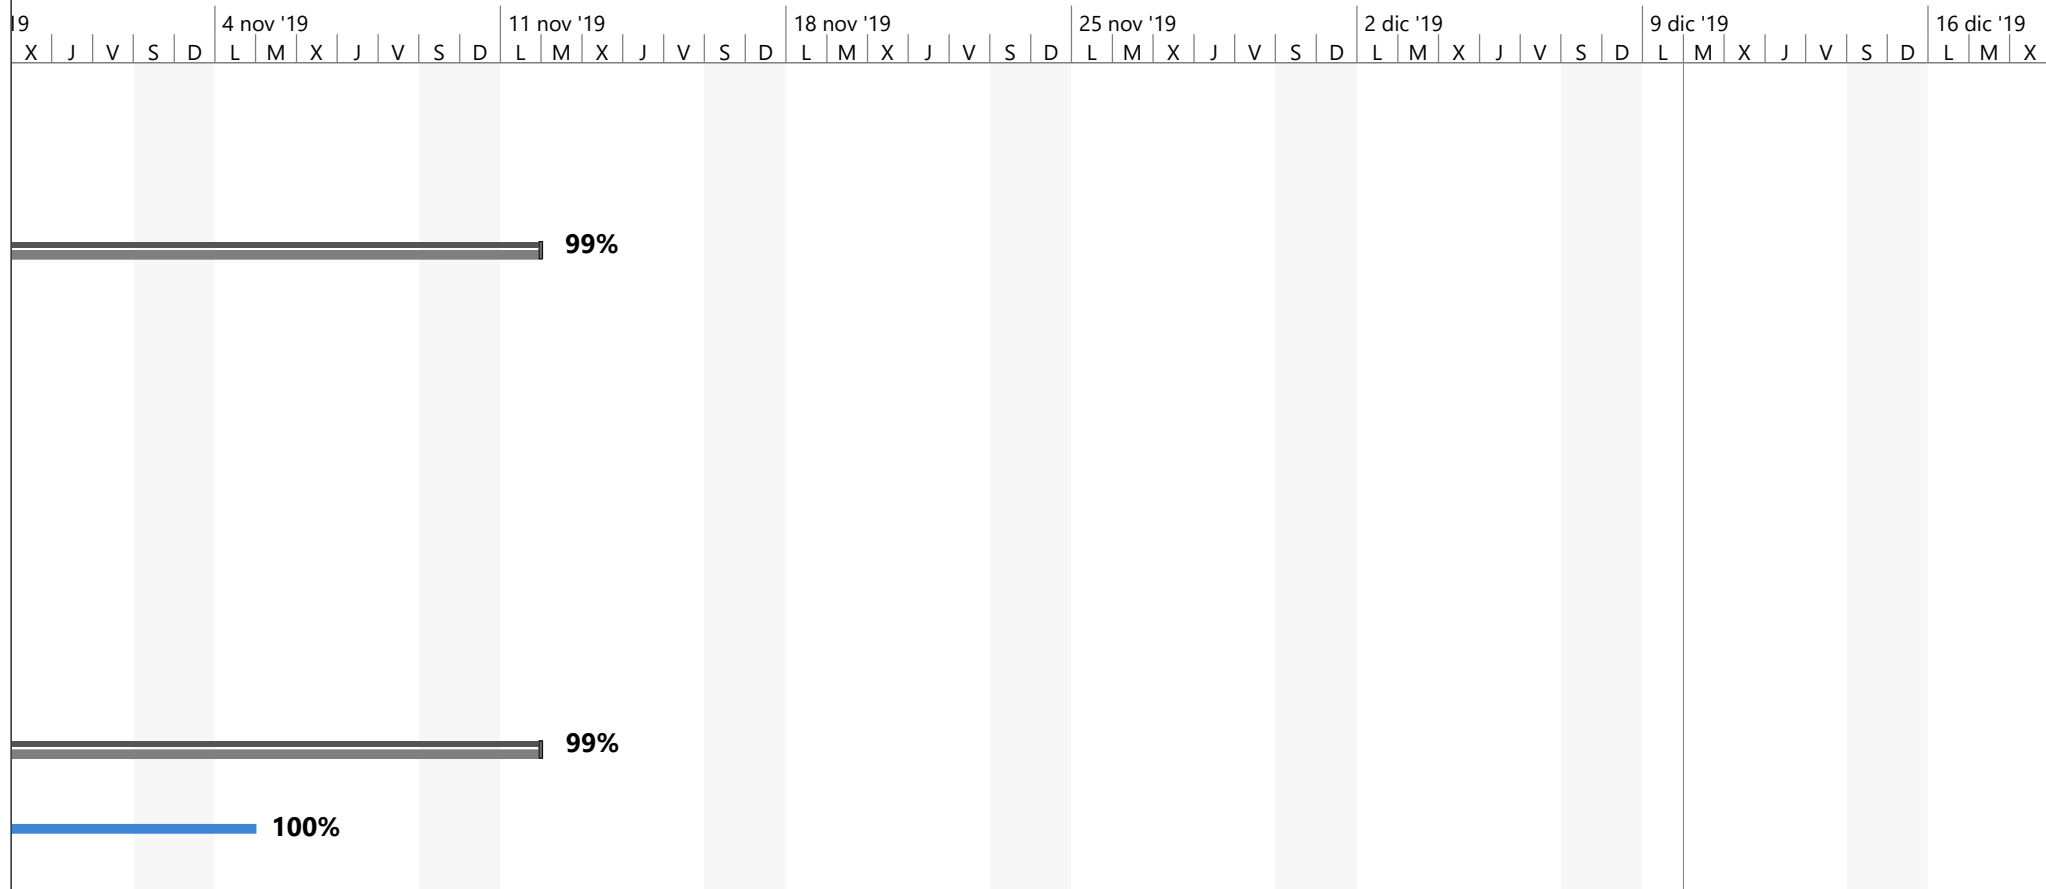 19 4 nov '19 11 nov '19 18 nov '19 25 nov '19 2 dic '19 9 dic '19 16 dic '19
X J V S D L M X J V S D L M X J V S D L M X J V S D L M X J V S D L M X J V S D L M X J V S D L M X
99%
99%
100%